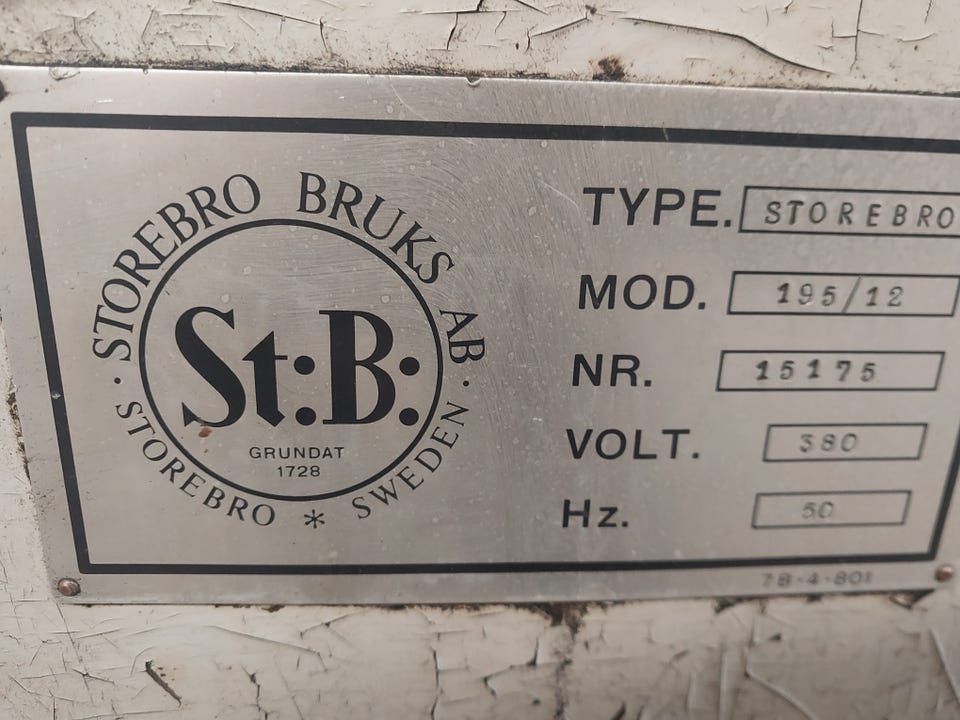 · STOREBRO BRUKS AB ·
St:B:
GRUNDAT
1728
STOREBRO * SWEDEN
TYPE. STOREBRO
MOD. 195/12
NR. 15175
VOLT. 380
Hz. 50
7B-4-801